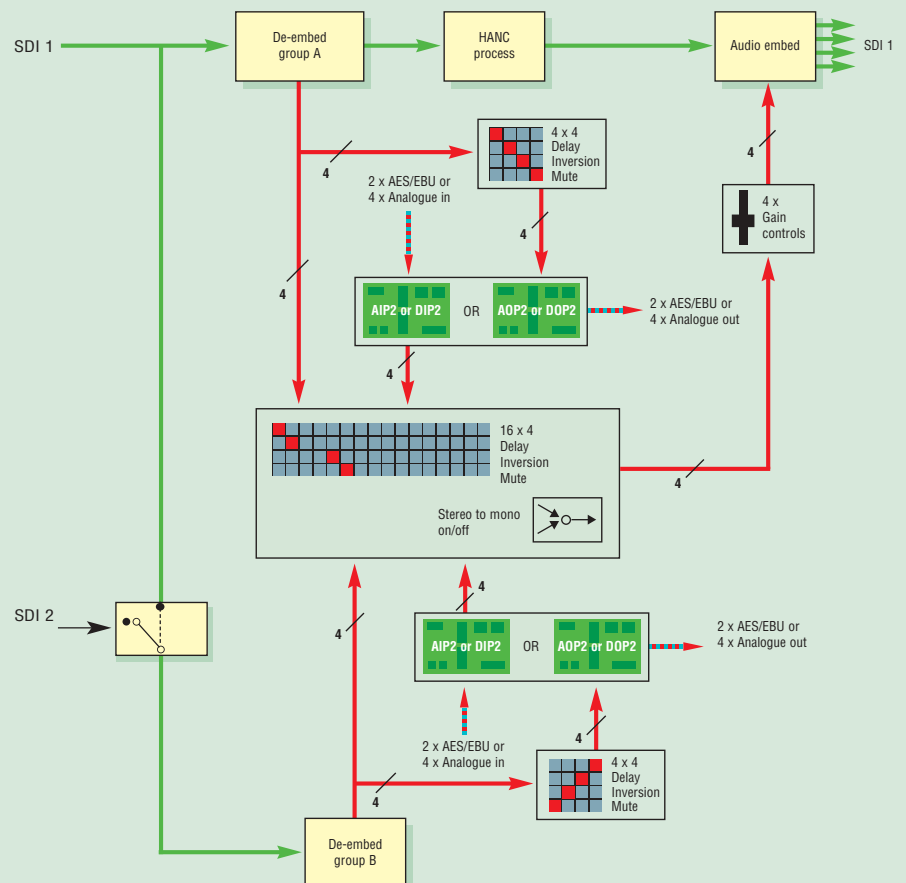 SDI 1
De-embed
group A
HANC
process
Audio embed
SDI 1
4
4 x 4
Delay
Inversion
Mute
4
2 x AES/EBU or
4 x Analogue in
4 x
Gain
controls
4
4
AIP2 or DIP2
OR
AOP2 or DOP2
2 x AES/EBU or
4 x Analogue out
4
16 x 4
Delay
Inversion
Mute
4
Stereo to mono
on/off
SDI 2
4
4
AIP2 or DIP2
OR
AOP2 or DOP2
2 x AES/EBU or
4 x Analogue out
2 x AES/EBU or
4 x Analogue in
4
4 x 4
Delay
Inversion
Mute
4
De-embed
group B